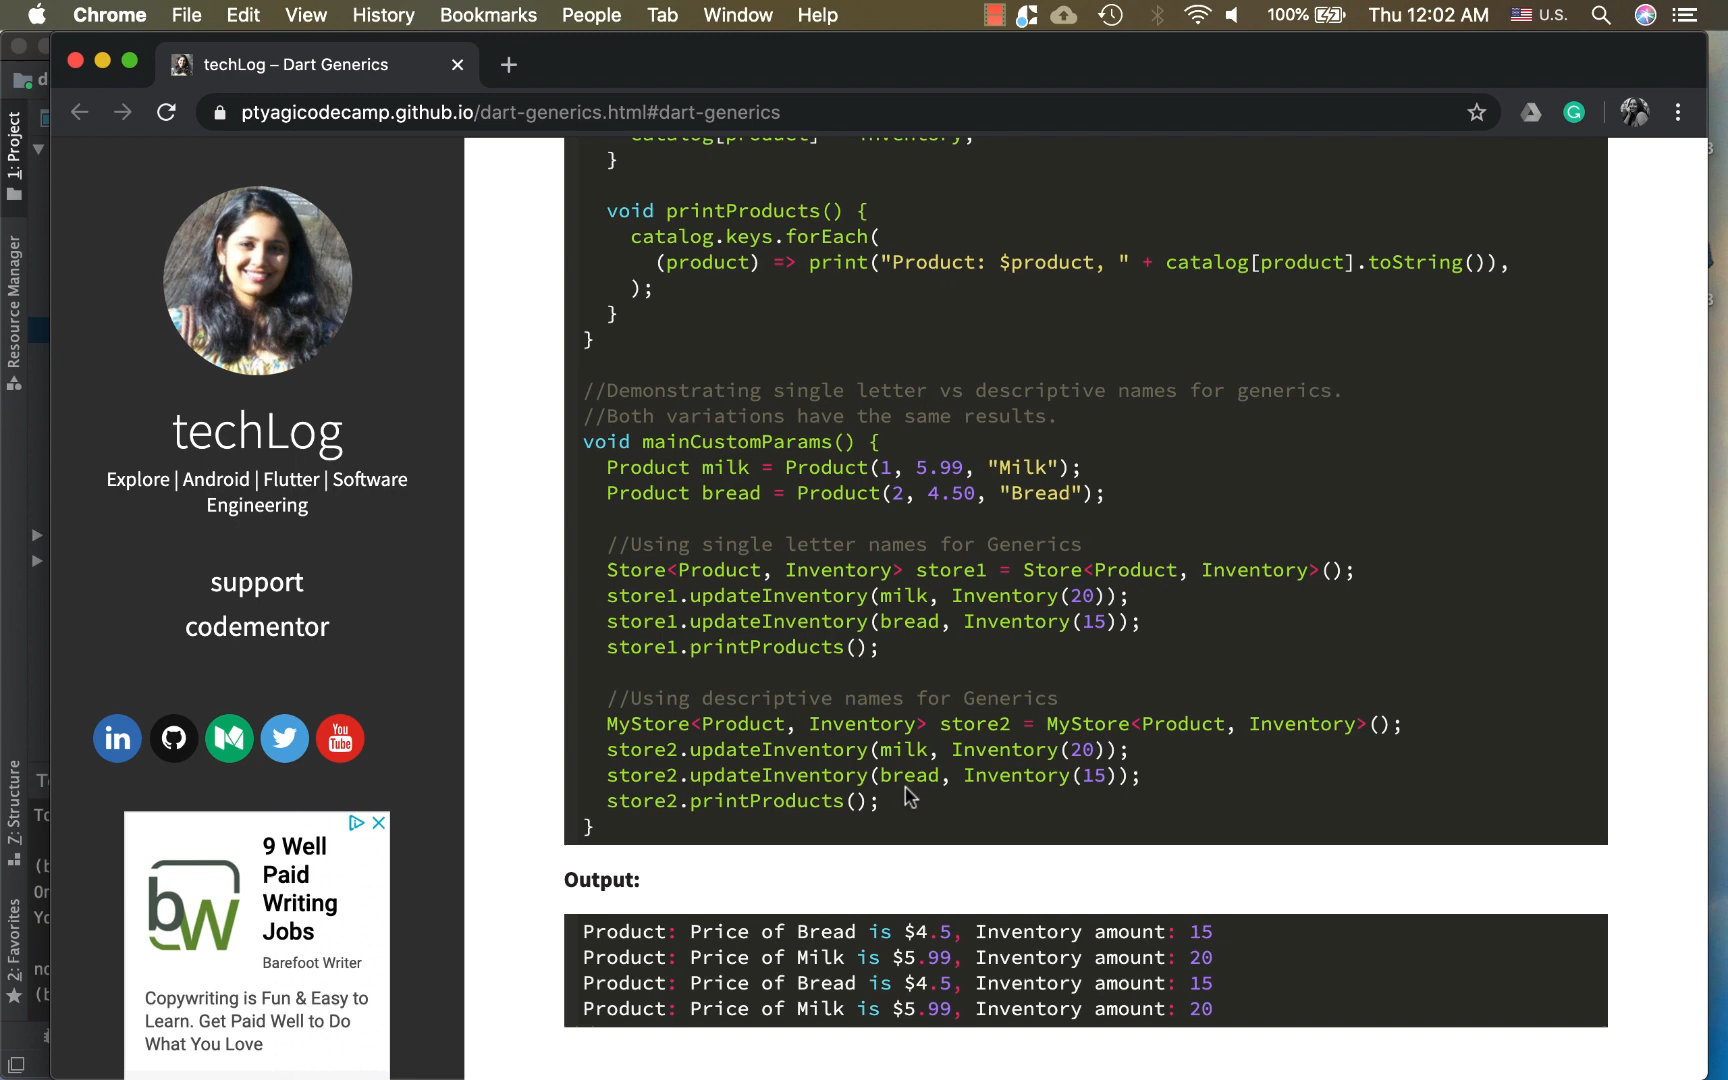 Chrome File Edit View History Bookmarks People Tab Window Help 100% Thu 12:02 AM U.S.
techLog – Dart Generics
ptyagicodecamp.github.io/dart-generics.html#dart-generics
1: Project
Resource Manager
Z: Structure
2: Favorites
techLog
Explore | Android | Flutter | Software
Engineering
support
codementor
in
You
Tube
9 Well
Paid
Writing
Jobs
bw
Barefoot Writer
Copywriting is Fun & Easy to
Learn. Get Paid Well to Do
What You Love
}
void printProducts() {
catalog.keys.forEach(
(product) => print("Product: $product, " + catalog[product].toString()),
);
}
}
//Demonstrating single letter vs descriptive names for generics.
//Both variations have the same results.
void mainCustomParams() {
Product milk = Product(1, 5.99, "Milk");
Product bread = Product(2, 4.50, "Bread");
//Using single letter names for Generics
Store<Product, Inventory> store1 = Store<Product, Inventory>();
store1.updateInventory(milk, Inventory(20));
store1.updateInventory(bread, Inventory(15));
store1.printProducts();
//Using descriptive names for Generics
MyStore<Product, Inventory> store2 = MyStore<Product, Inventory>();
store2.updateInventory(milk, Inventory(20));
store2.updateInventory(bread, Inventory(15));
store2.printProducts();
}
Output:
Product: Price of Bread is $4.5, Inventory amount: 15
Product: Price of Milk is $5.99, Inventory amount: 20
Product: Price of Bread is $4.5, Inventory amount: 15
Product: Price of Milk is $5.99, Inventory amount: 20